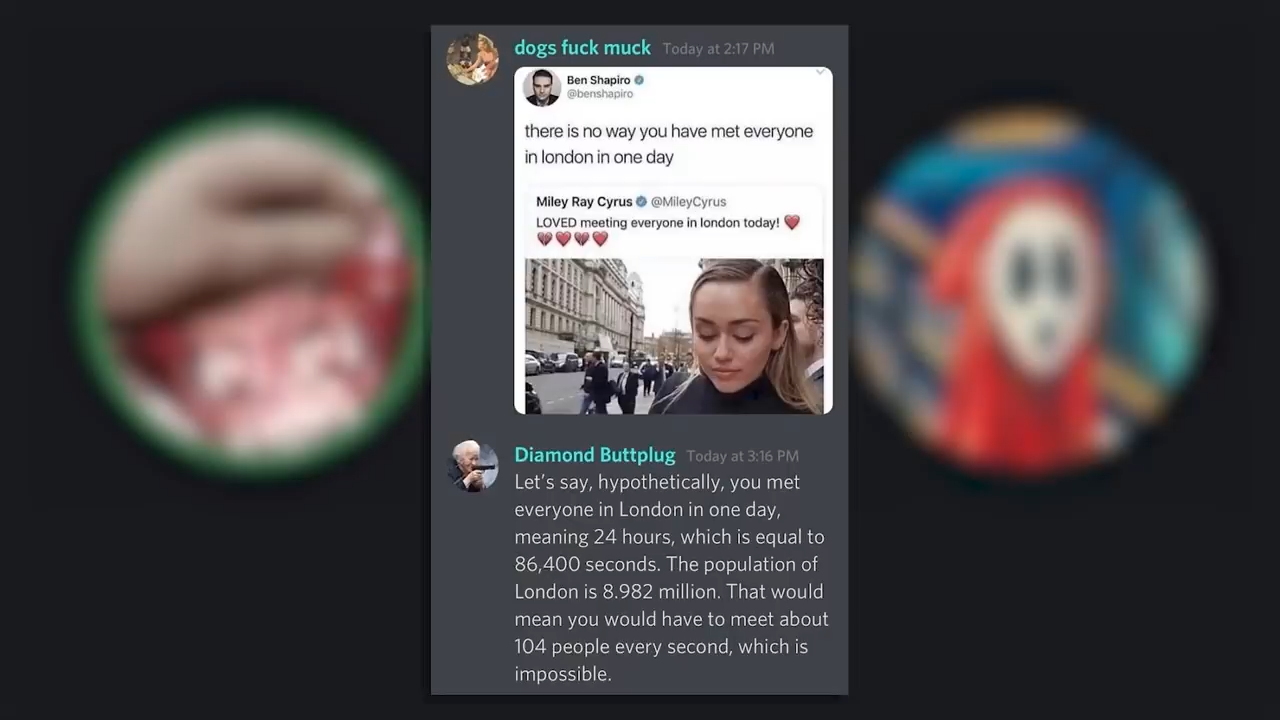 dogs fuck muck Today at 2:17 PM
Ben Shapiro
@benshapiro
there is no way you have met everyone
in london in one day
Miley Ray Cyrus @MileyCyrus
LOVED meeting everyone in london today! ❤️
💔❤️💔❤️
Diamond Buttplug Today at 3:16 PM
Let’s say, hypothetically, you met
everyone in London in one day,
meaning 24 hours, which is equal to
86,400 seconds. The population of
London is 8.982 million. That would
mean you would have to meet about
104 people every second, which is
impossible.